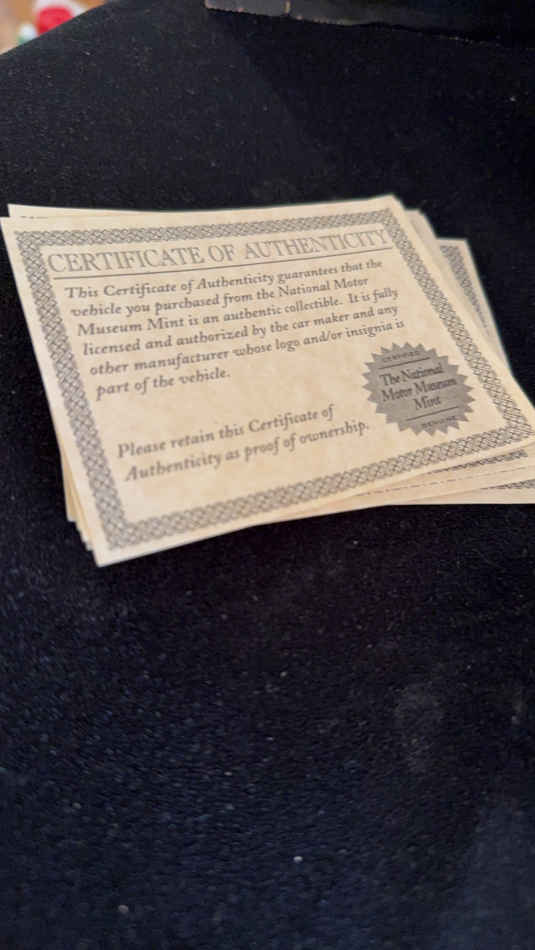 CERTIFICATE OF AUTHENTICITY
This Certificate of Authenticity guarantees that the
vehicle you purchased from the National Motor
Museum Mint is an authentic collectible. It is fully
licensed and authorized by the car maker and any
other manufacturer whose logo and/or insignia is
part of the vehicle.
CERTIFIED
The National
Motor Museum
Mint
GENUINE
Please retain this Certificate of
Authenticity as proof of ownership.